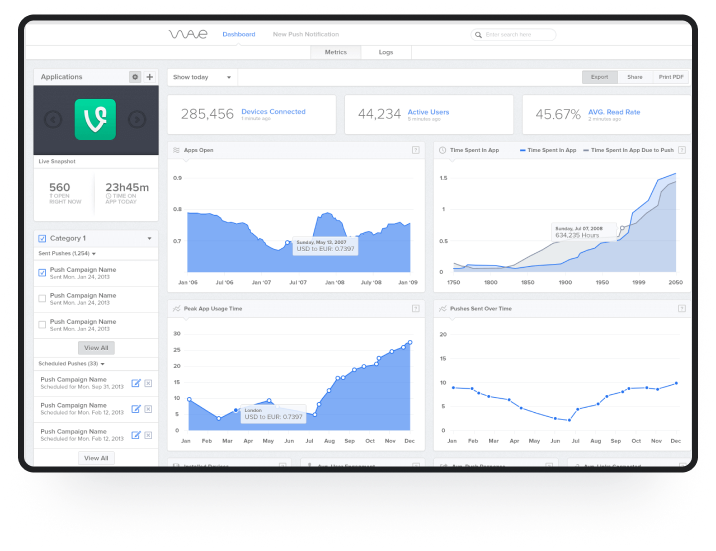 WAVE Dashboard New Push Notification Enter search here
Metrics Logs
Applications
Live Snapshot
560
OPEN
RIGHT NOW
23h45m
TIME ON
APP TODAY
Category 1
Sent Pushes (1,254)
Push Campaign Name
Sent Mon. Jan 24, 2013
Push Campaign Name
Sent Mon. Jan 24, 2013
Push Campaign Name
Sent Mon. Jan 24, 2013
View All
Scheduled Pushes (33)
Push Campaign Name
Scheduled for Mon. Sep 31, 2013
Push Campaign Name
Scheduled for Mon. Feb 12, 2013
Push Campaign Name
Scheduled for Mon. Feb 12, 2013
View All
Show today Export Share Print PDF
285,456 Devices Connected
1 minute ago
44,234 Active Users
5 minutes ago
45.67% AVG. Read Rate
2 minutes ago
Apps Open ?
0.9
0.8
0.7
Sunday, May 13, 2007
USD to EUR: 0.7397
Jan '06 Jul '06 Jan '07 Jul '07 Jan '08 July '08 Jan '09
Time Spent In App Time Spent In App Time Spent In App Due to Push ?
1.5
1
0.5
0
Sunday, Jul 07, 2008
634,235 Hours
1750 1800 1850 1900 1950 1999 2050
Peak App Usage Time ?
30
25
20
15
10
5
0
London
USD to EUR: 0.7397
Jan Feb Mar Apr May Jun Jul Aug Sep Oct Nov Dec
Pushes Sent Over Time ?
20
15
10
5
0
Jan Feb Mar Apr May Jun Jul Aug Sep Oct Nov Dec